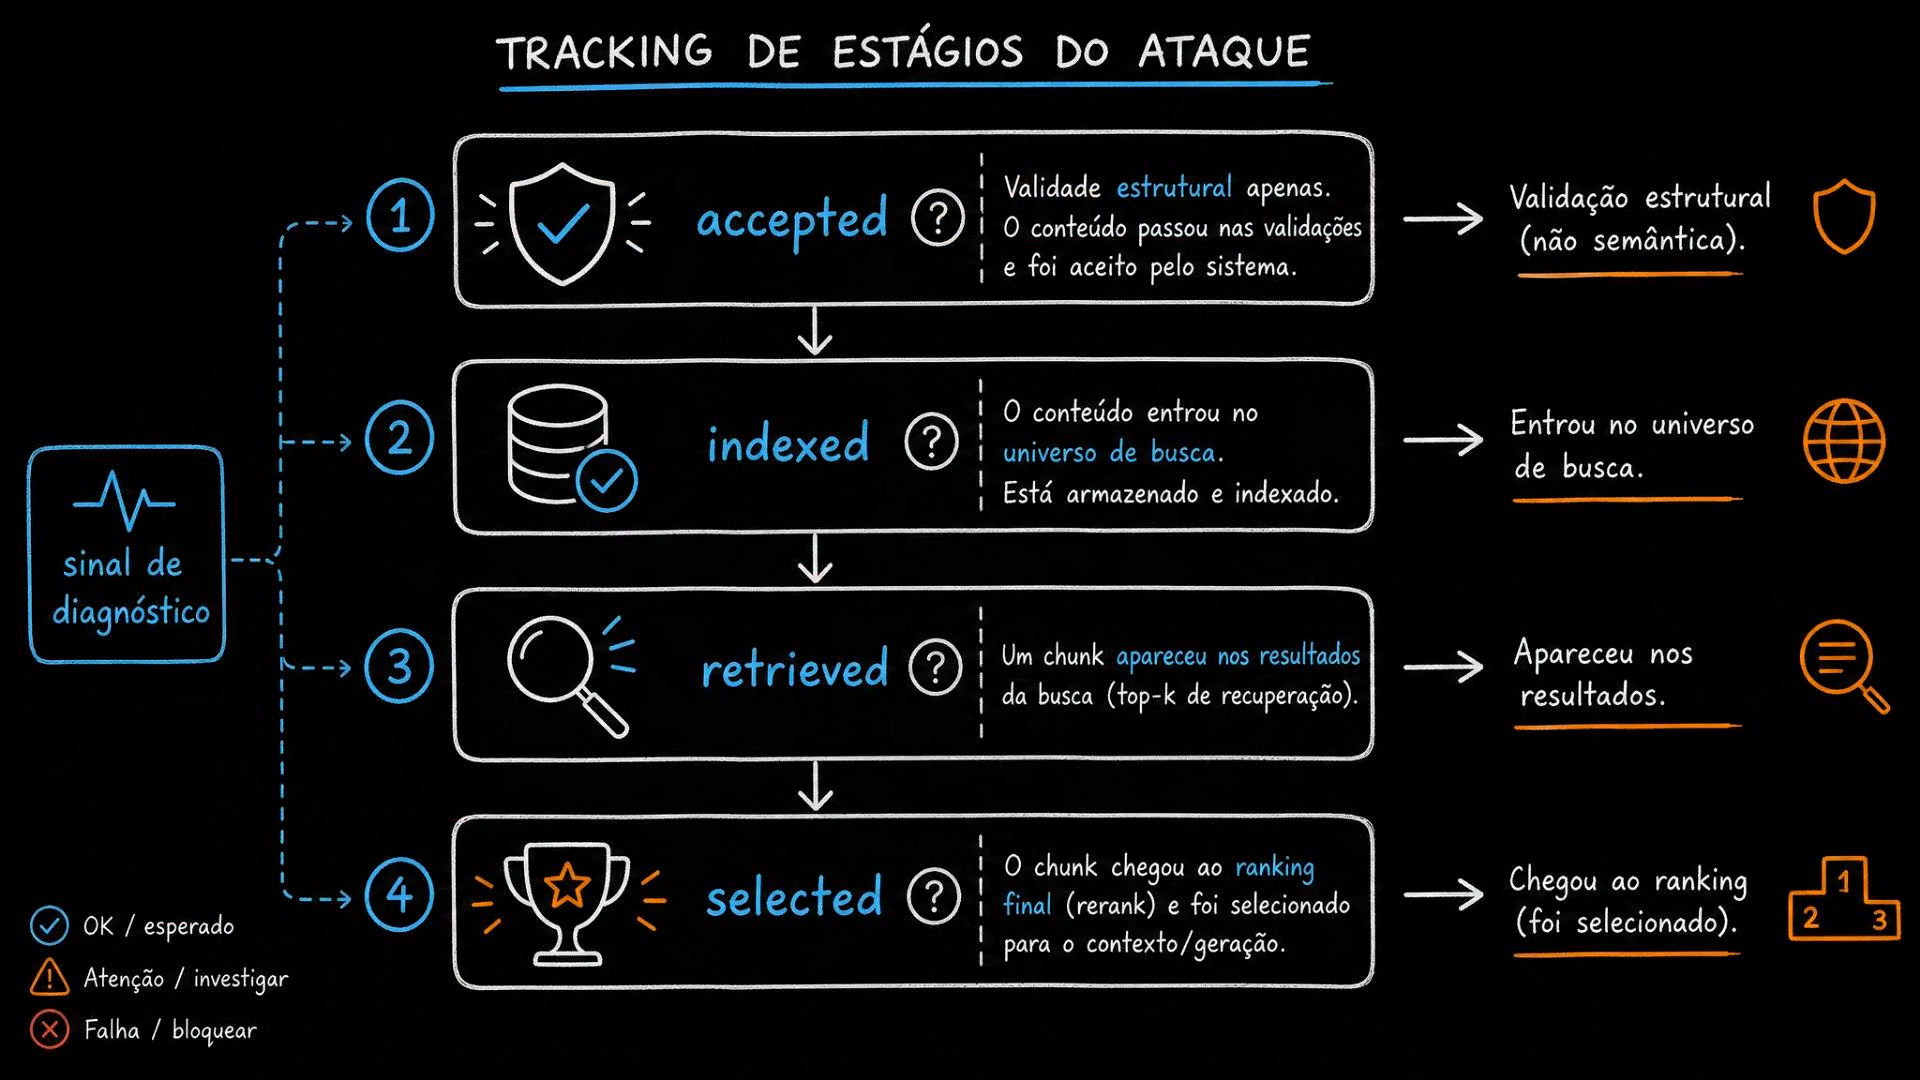 TRACKING DE ESTÁGIOS DO ATAQUE
1
accepted ?
Validade estrutural apenas.
O conteúdo passou nas validações
e foi aceito pelo sistema.
Validação estrutural
(não semântica).
2
indexed ?
O conteúdo entrou no
universo de busca.
Está armazenado e indexado.
Entrou no universo
de busca.
sinal de
diagnóstico
3
retrieved ?
Um chunk apareceu nos resultados
da busca (top-k de recuperação).
Apareceu nos
resultados.
4
selected ?
O chunk chegou ao ranking
final (rerank) e foi selecionado
para o contexto/geração.
Chegou ao ranking
(foi selecionado).
1
2 3
OK / esperado
! Atenção / investigar
Falha / bloquear